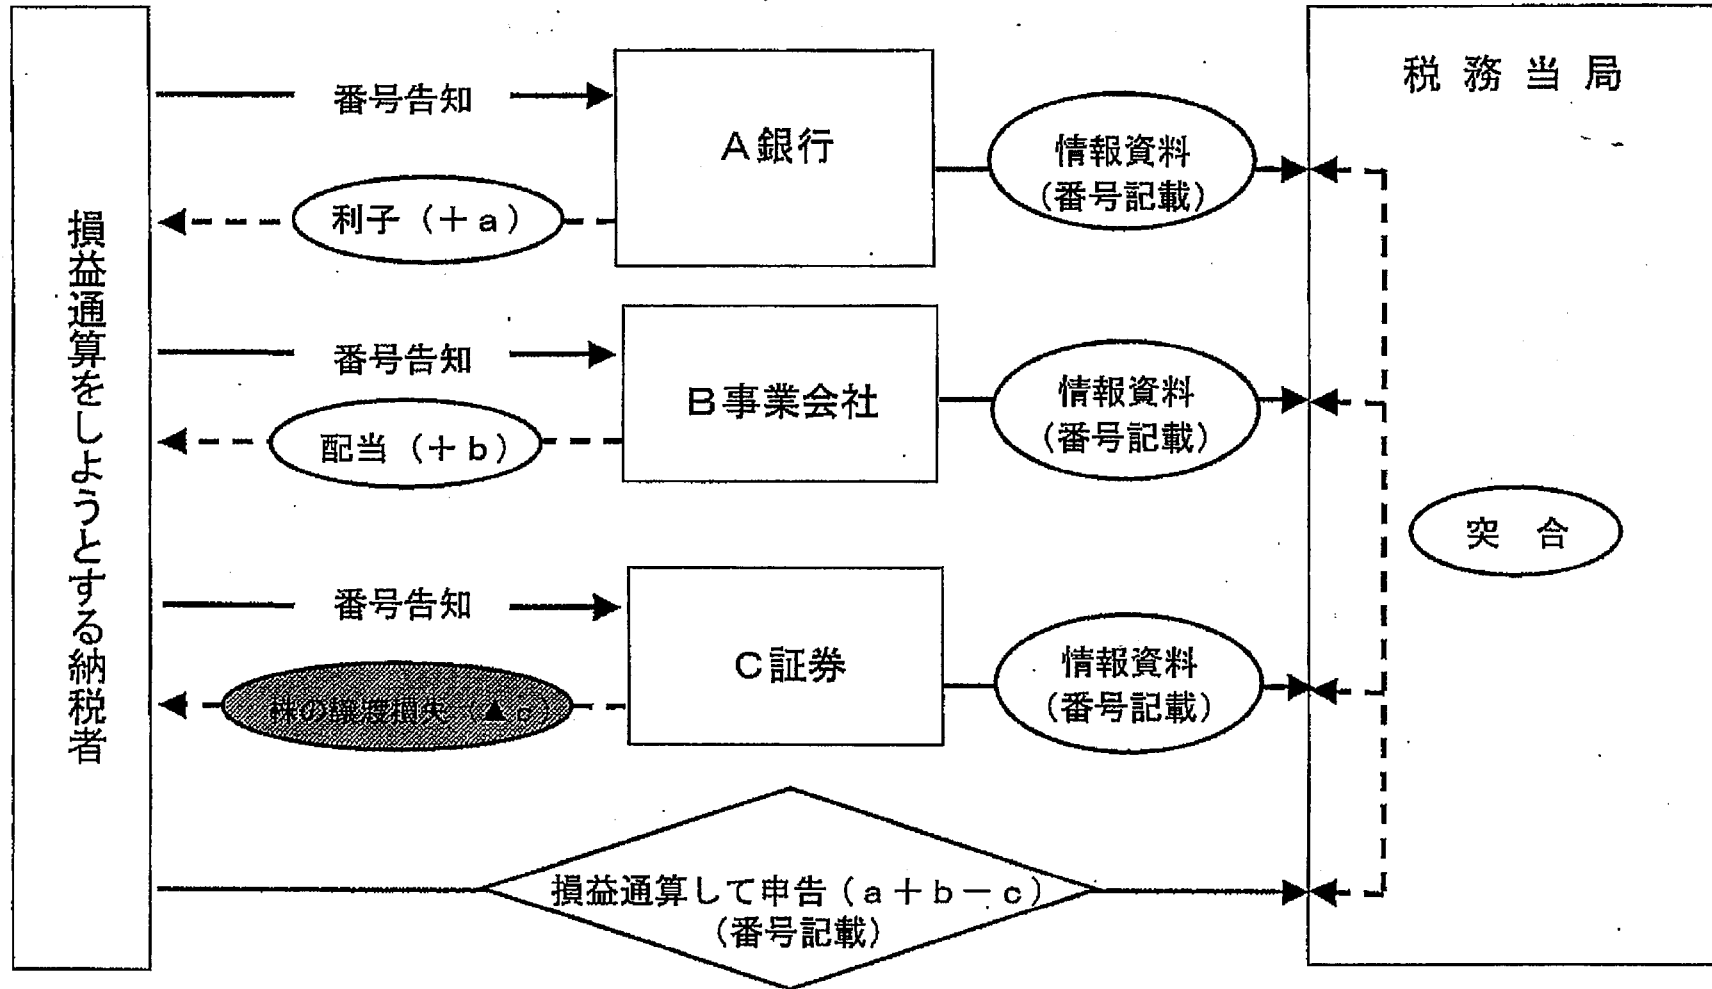 損益通算をしようとする納税者
番号告知
A銀行
利子（＋a）
情報資料
（番号記載）
番号告知
B事業会社
配当（＋b）
情報資料
（番号記載）
番号告知
C証券
株の譲渡損失（▲c）
情報資料
（番号記載）
損益通算して申告（a＋b－c）
（番号記載）
税務当局
突合